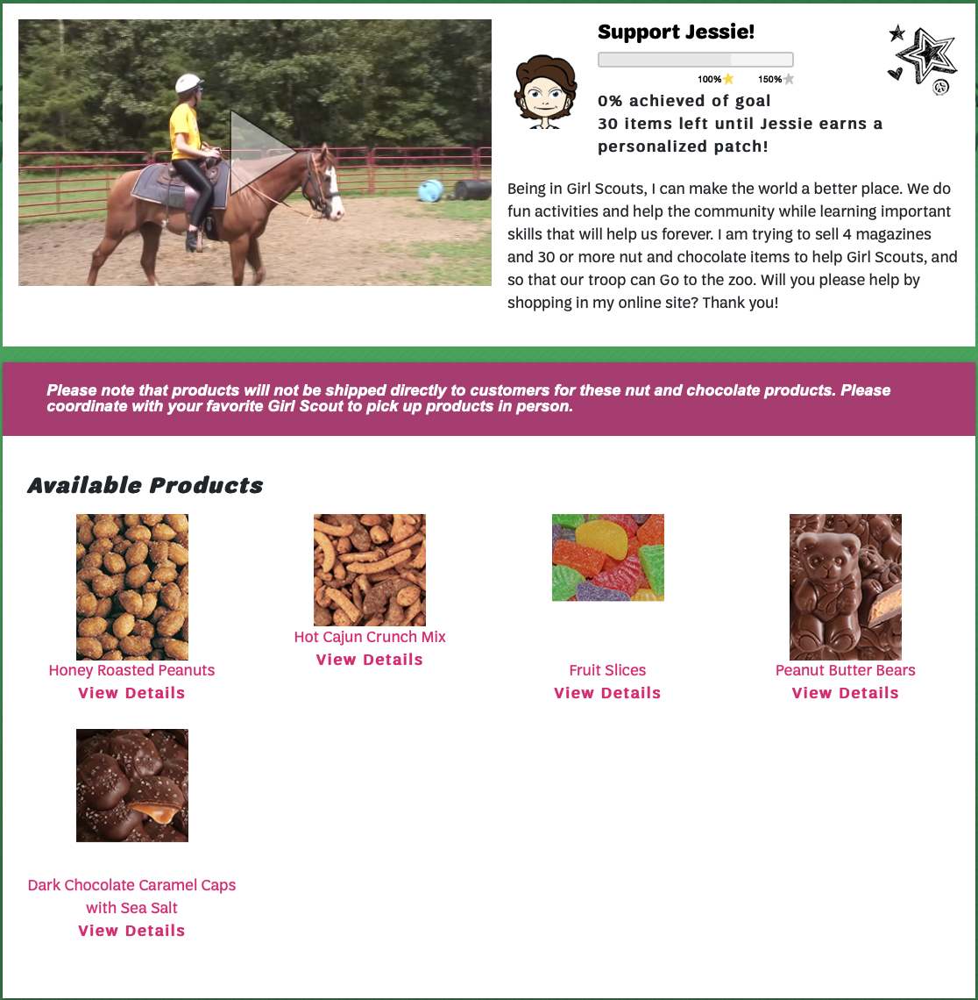 Support Jessie!
100% 150%
0% achieved of goal
30 items left until Jessie earns a
personalized patch!
Being in Girl Scouts, I can make the world a better place. We do
fun activities and help the community while learning important
skills that will help us forever. I am trying to sell 4 magazines
and 30 or more nut and chocolate items to help Girl Scouts, and
so that our troop can Go to the zoo. Will you please help by
shopping in my online site? Thank you!
Please note that products will not be shipped directly to customers for these nut and chocolate products. Please
coordinate with your favorite Girl Scout to pick up products in person.
Available Products
Honey Roasted Peanuts
View Details
Hot Cajun Crunch Mix
View Details
Fruit Slices
View Details
Peanut Butter Bears
View Details
Dark Chocolate Caramel Caps
with Sea Salt
View Details